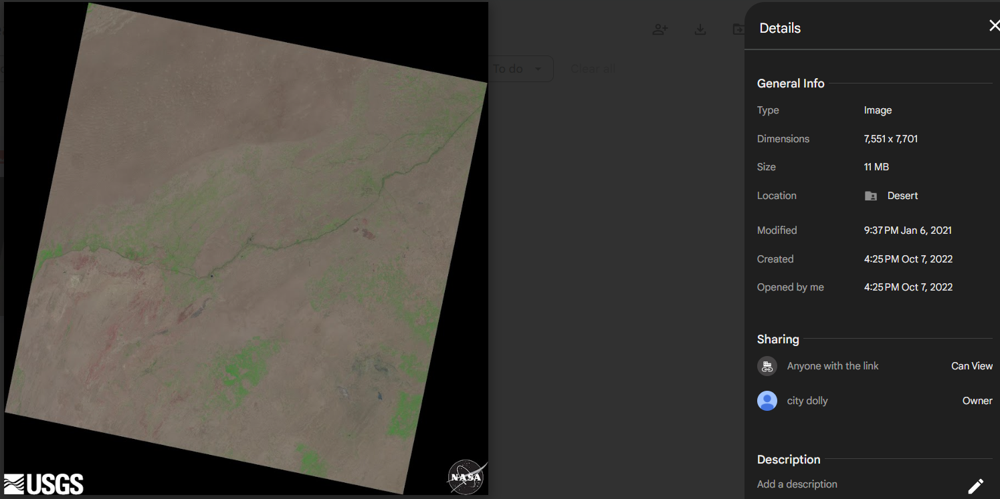 Details
To do
Clear all
General Info
Type Image
Dimensions 7,551 x 7,701
Size 11 MB
Location Desert
Modified 9:37 PM Jan 6, 2021
Created 4:25 PM Oct 7, 2022
Opened by me 4:25 PM Oct 7, 2022
Sharing
Anyone with the link Can View
city dolly Owner
Description
Add a description
USGS
NASA